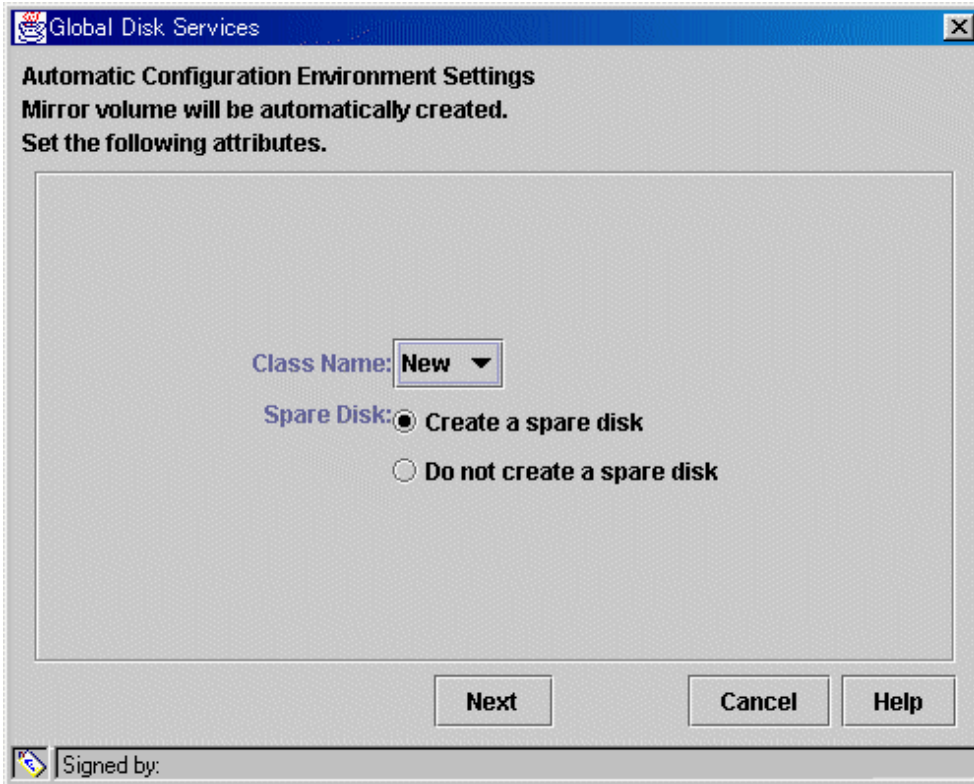 Global Disk Services
Automatic Configuration Environment Settings
Mirror volume will be automatically created.
Set the following attributes.
Class Name: New
Spare Disk: Create a spare disk
Do not create a spare disk
Next Cancel Help
Signed by: